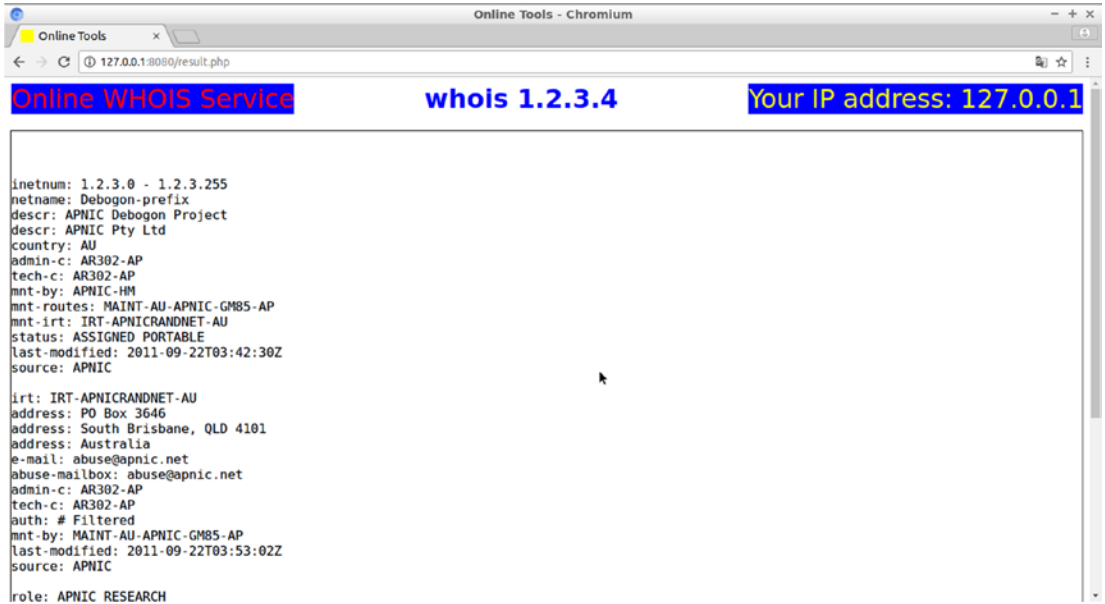 Online Tools - Chromium
Online Tools
127.0.0.1:8080/result.php
Online WHOIS Service
whois 1.2.3.4
Your IP address: 127.0.0.1
inetnum: 1.2.3.0 - 1.2.3.255
netname: Debogon-prefix
descr: APNIC Debogon Project
descr: APNIC Pty Ltd
country: AU
admin-c: AR302-AP
tech-c: AR302-AP
mnt-by: APNIC-HM
mnt-routes: MAINT-AU-APNIC-GM85-AP
mnt-irt: IRT-APNICRANDNET-AU
status: ASSIGNED PORTABLE
last-modified: 2011-09-22T03:42:30Z
source: APNIC
irt: IRT-APNICRANDNET-AU
address: PO Box 3646
address: South Brisbane, QLD 4101
address: Australia
e-mail: abuse@apnic.net
abuse-mailbox: abuse@apnic.net
admin-c: AR302-AP
tech-c: AR302-AP
auth: # Filtered
mnt-by: MAINT-AU-APNIC-GM85-AP
last-modified: 2011-09-22T03:53:02Z
source: APNIC
role: APNIC RESEARCH